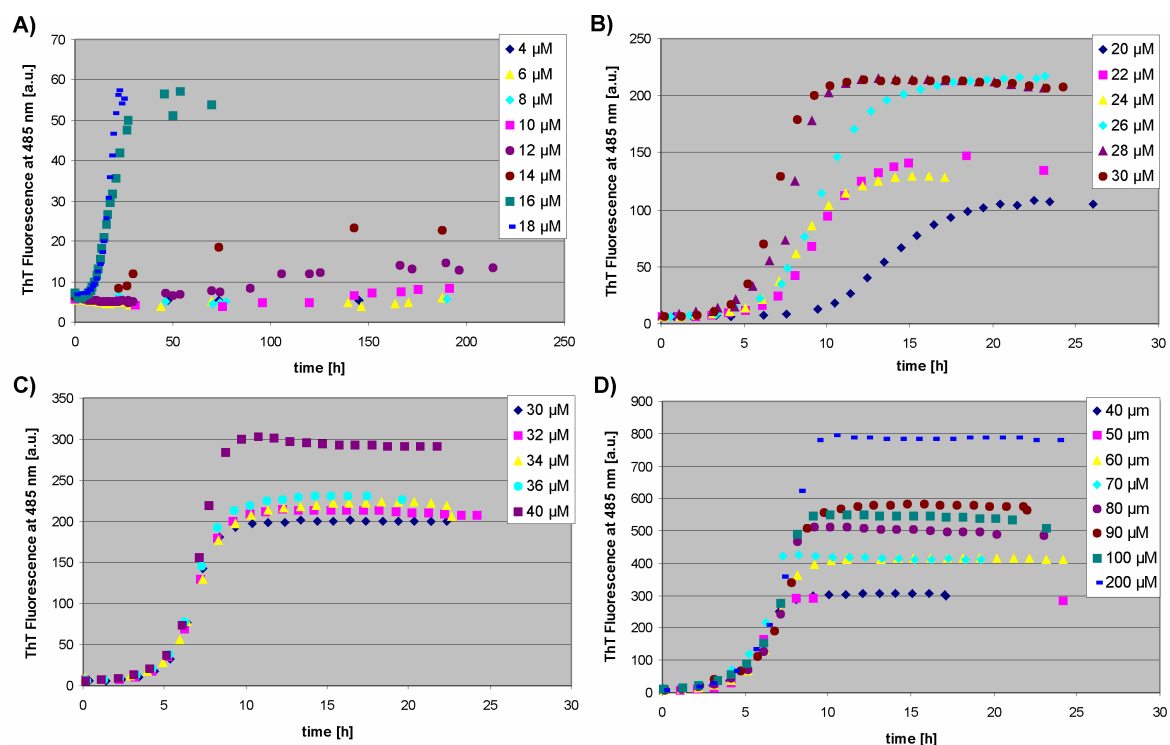 A)
ThT Fluorescence at 485 nm [a.u.]
70
60
50
40
30
20
10
0
0 50 100 150 200 250
time [h]
4 µM
6 µM
8 µM
10 µM
12 µM
14 µM
16 µM
18 µM
B)
ThT Fluorescence at 485 nm [a.u.]
250
200
150
100
50
0
0 5 10 15 20 25 30
time [h]
20 µM
22 µM
24 µM
26 µM
28 µM
30 µM
C)
ThT Fluorescence at 485 nm [a.u.]
350
300
250
200
150
100
50
0
0 5 10 15 20 25 30
time [h]
30 µM
32 µM
34 µM
36 µM
40 µM
D)
ThT Fluorescence at 485 nm [a.u.]
900
800
700
600
500
400
300
200
100
0
0 5 10 15 20 25 30
time [h]
40 µm
50 µm
60 µm
70 µM
80 µm
90 µM
100 µM
200 µM